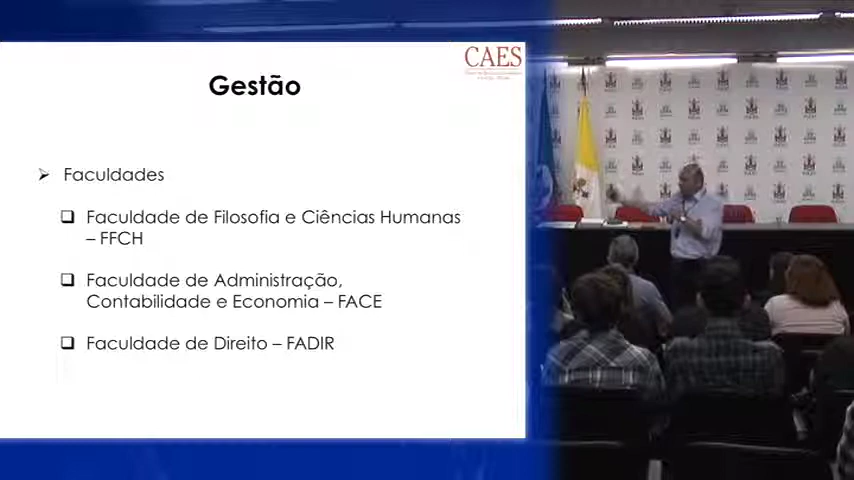 CAES
Gestão
Faculdades
Faculdade de Filosofia e Ciências Humanas
– FFCH
Faculdade de Administração,
Contabilidade e Economia – FACE
Faculdade de Direito – FADIR